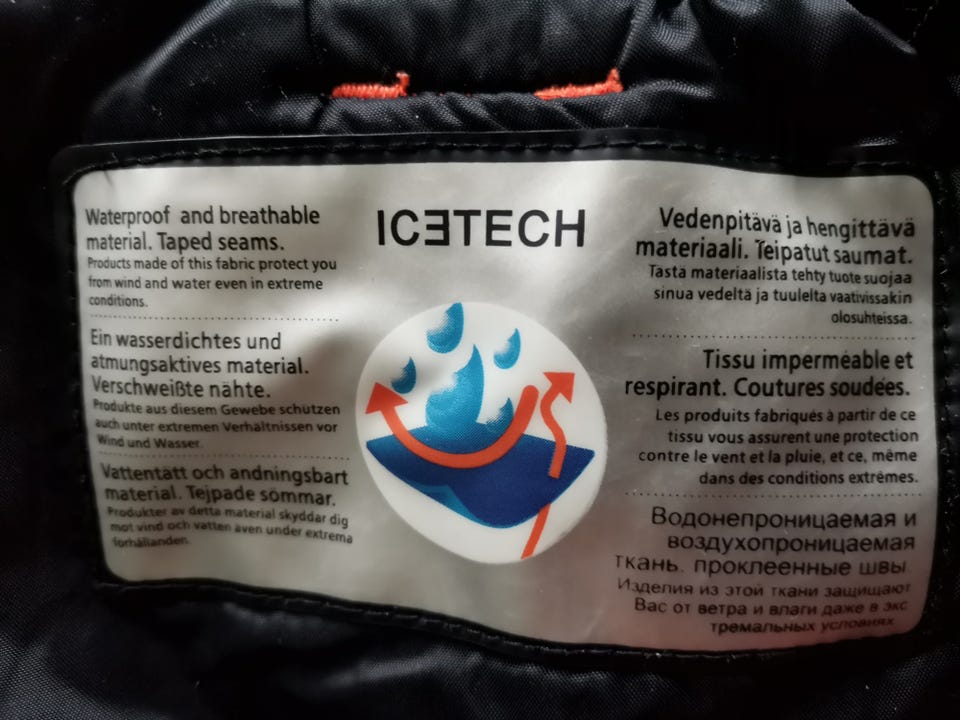 Waterproof and breathable
material. Taped seams.
Products made of this fabric protect you
from wind and water even in extreme
conditions.
Ein wasserdichtes und
atmungsaktives material.
Verschweißte nähte.
Produkte aus diesem Gewebe schützen
auch unter extremen Verhältnissen vor
Wind und Wasser.
Vattentätt och andningsbart
material. Tejpade sömmar.
Produkter av detta material skyddar dig
mot vind och vatten även under extrema
förhållanden.
ICƎTECH
Vedenpitävä ja hengittävä
materiaali. Teipatut saumat.
Tästä materiaalista tehty tuote suojaa
sinua vedeltä ja tuulelta vaativissakin
olosuhteissa.
Tissu imperméable et
respirant. Coutures soudées.
Les produits fabriqués à partir de ce
tissu vous assurent une protection
contre le vent et la pluie, et ce, même
dans des conditions extrêmes.
Водонепроницаемая и
воздухопроницаемая
ткань. проклеенные швы.
Изделия из этой ткани защищают
Вас от ветра и влаги даже в экс
тремальных условиях